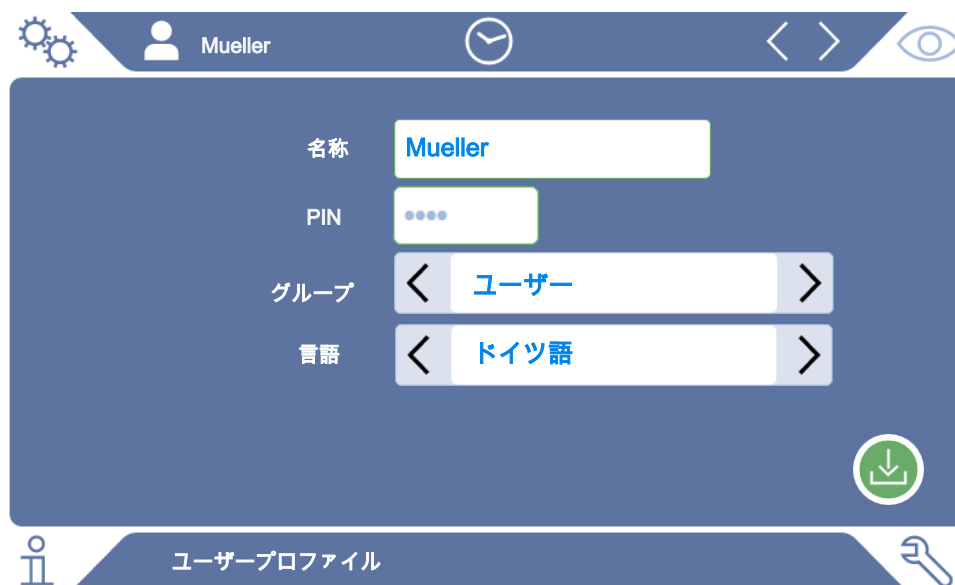 Mueller
名称 Mueller
PIN ••••
グループ ユーザー
言語 ドイツ語
ユーザープロファイル